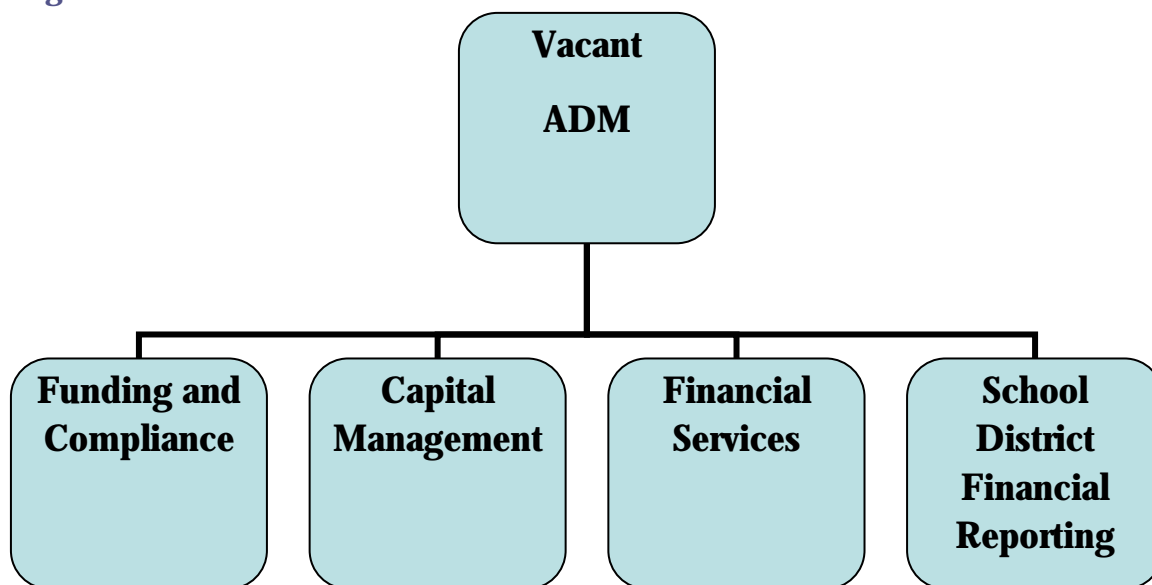 Vacant
ADM
Funding and
Compliance
Capital
Management
Financial
Services
School
District
Financial
Reporting